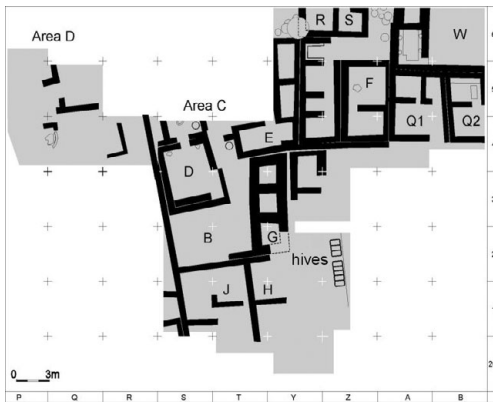 Area D
Area C
R S
W
F
Q1 Q2
E
D
B
G
hives
J H
0 3m
P Q R S T Y Z A B